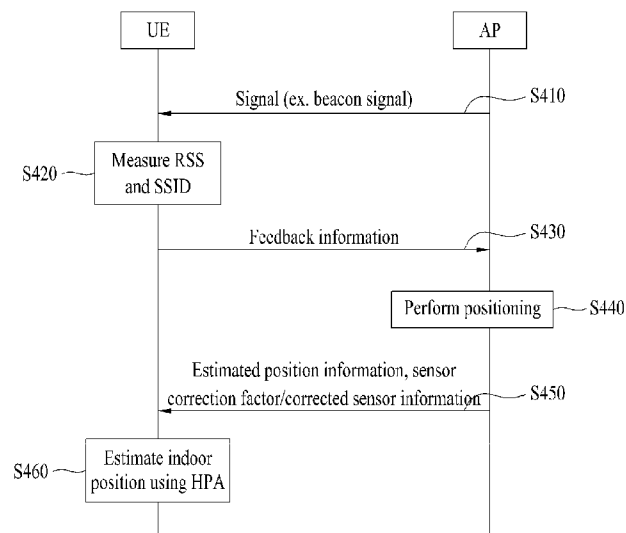 UE
AP
Signal (ex. beacon signal)
S410
Measure RSS
and SSID
S420
Feedback information
S430
Perform positioning
S440
Estimated position information, sensor
correction factor/corrected sensor information
S450
Estimate indoor
position using HPA
S460